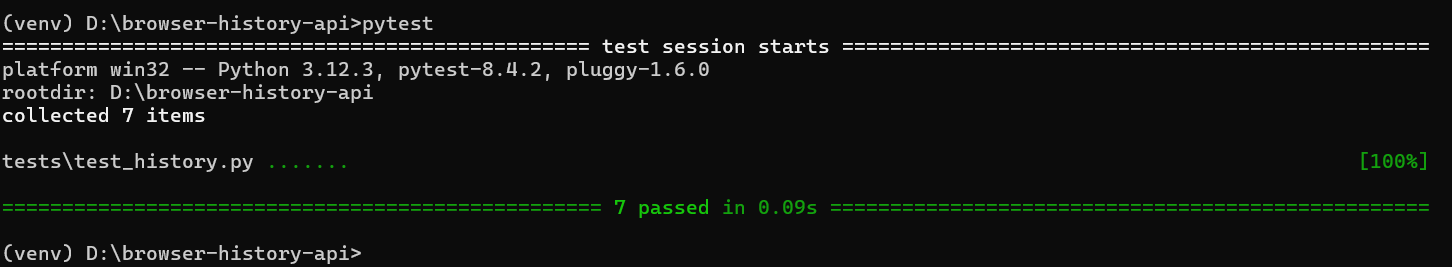 (venv) D:\browser-history-api>pytest
================================================= test session starts =================================================
platform win32 -- Python 3.12.3, pytest-8.4.2, pluggy-1.6.0
rootdir: D:\browser-history-api
collected 7 items
tests\test_history.py ....... [100%]
================================================== 7 passed in 0.09s ==================================================
(venv) D:\browser-history-api>